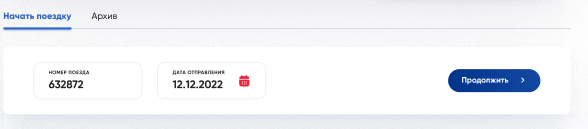 Начать поездку Архив
НОМЕР ПОЕЗДА ДАТА ОТПРАВЛЕНИЯ
632872 12.12.2022 Продолжить